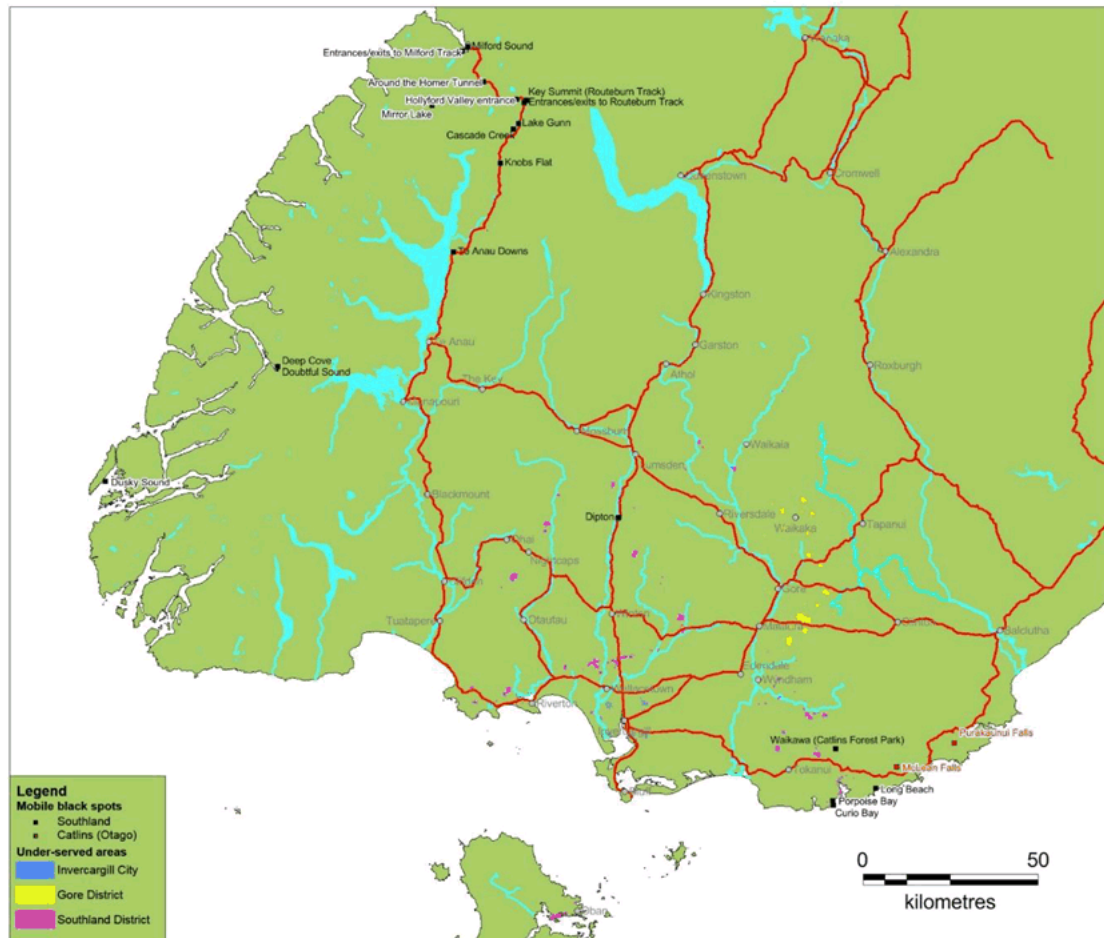 Milford Sound
Entrances/exits to Milford Track
Around the Homer Tunnel
Key Summit (Routeburn Track)
Hollyford Valley entrance
Entrances/exits to Routeburn Track
Mirror Lake
Lake Gunn
Cascade Creek
Knobs Flat
Queenstown
Cromwell
Te Anau Downs
Alexandra
Kingston
Te Anau
Garston
Deep Cove
Doubtful Sound
Athol
Roxburgh
The Key
Manapouri
Mossburn
Waikaia
Lumsden
Dusky Sound
Blackmount
Dipton
Riversdale
Waikaka
Tapanui
Ohai
Nightcaps
Gore
Tuatapere
Otautau
Winton
Mataura
Clinton
Balclutha
Edendale
Wyndham
Wallacetown
Riverton
Purakaunui Falls
Waikawa (Catlins Forest Park)
McLean Falls
Tokanui
Long Beach
Porpoise Bay
Curio Bay
Oban
Legend
Mobile black spots
Southland
Catlins (Otago)
Under-served areas
Invercargill City
Gore District
Southland District
0 50
kilometres